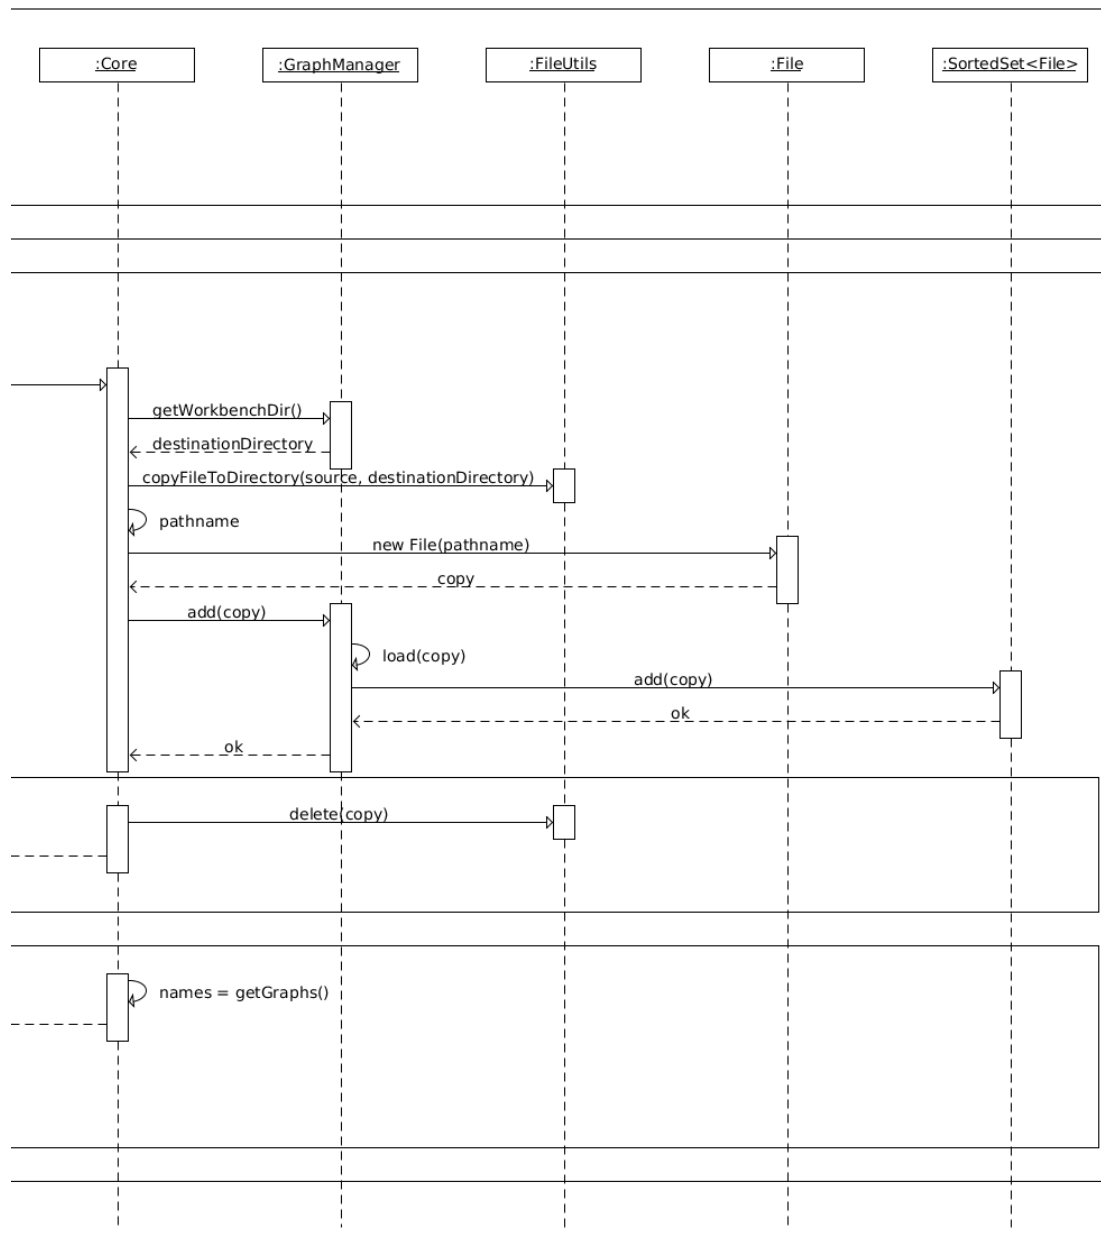 :Core
:GraphManager
:FileUtils
:File
:SortedSet<File>
getWorkbenchDir()
destinationDirectory
copyFileToDirectory(source, destinationDirectory)
pathname
new File(pathname)
copy
add(copy)
load(copy)
add(copy)
ok
ok
delete(copy)
names = getGraphs()